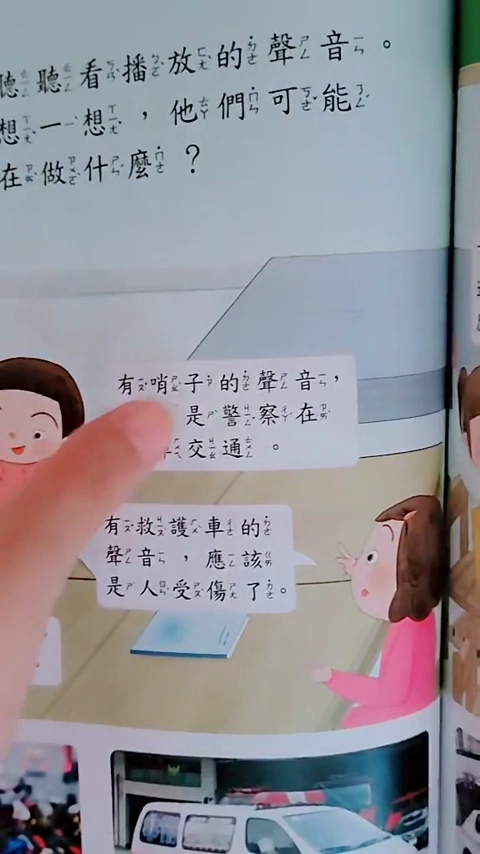 聽聽看播放的聲音。
想一想，他們可能
在做什麼？
有哨子的聲音，
是警察在
交通。
有救護車的
聲音，應該
是人受傷了。